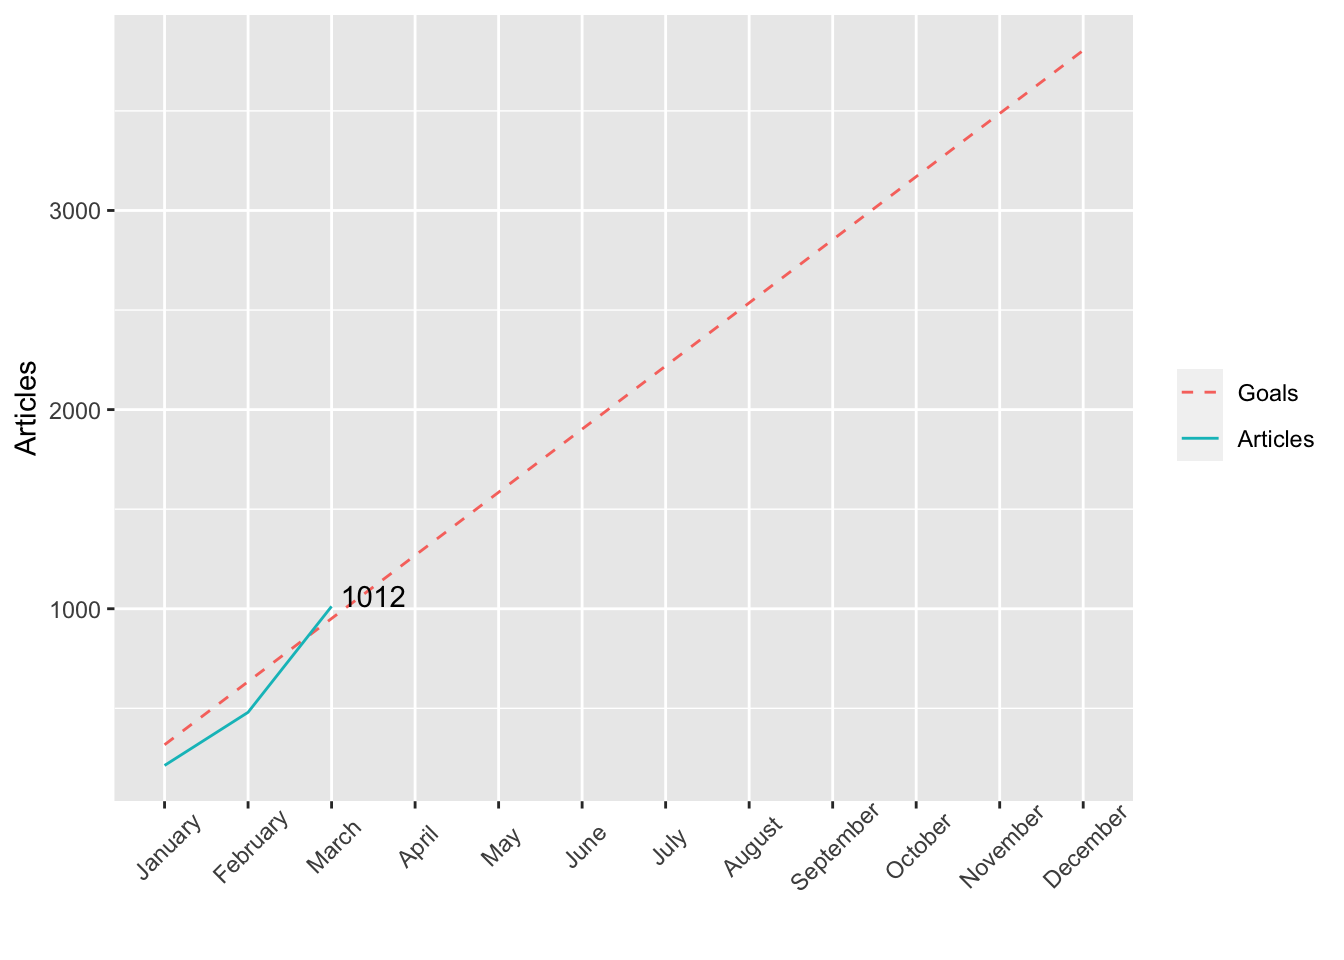 Articles
3000
2000
1000
1012
January
February
March
April
May
June
July
August
September
October
November
December
Goals
Articles